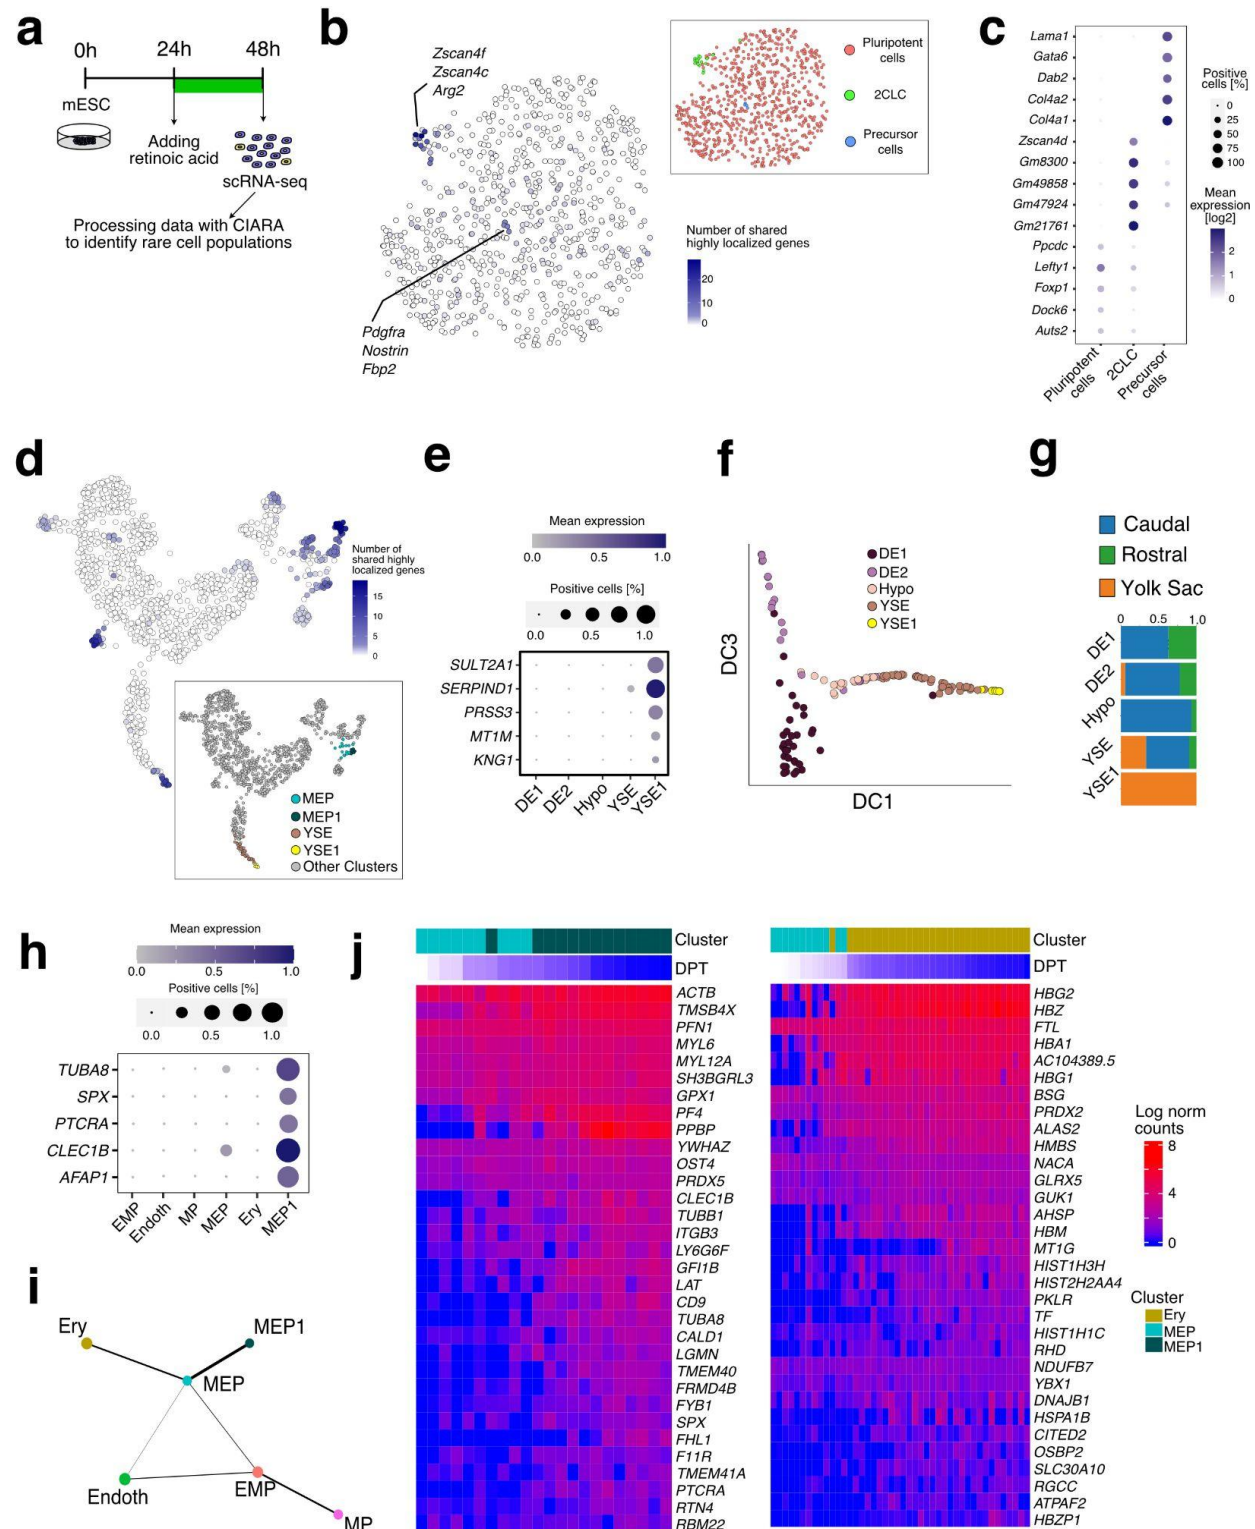 a
0h
24h
48h
mESC
Adding
retinoic acid
scRNA-seq
Processing data with CIARA
to identify rare cell populations
b
Zscan4f
Zscan4c
Arg2
Pdgfra
Nostrin
Fbp2
Pluripotent
cells
2CLC
Precursor
cells
Number of shared
highly localized genes
20
10
0
c
Lama1
Gata6
Dab2
Col4a2
Col4a1
Zscan4d
Gm8300
Gm49858
Gm47924
Gm21761
Ppcdc
Lefty1
Foxp1
Dock6
Auts2
Pluripotent
cells
2CLC
Precursor
cells
Positive
cells [%]
0
25
50
75
100
Mean
expression
[log2]
2
1
0
d
Number of
shared highly
localized genes
15
10
5
0
MEP
MEP1
YSE
YSE1
Other Clusters
e
Mean expression
0.0 0.5 1.0
Positive cells [%]
0.0 0.5 1.0
SULT2A1
SERPIND1
PRSS3
MT1M
KNG1
DE1
DE2
Hypo
YSE
YSE1
f
DE1
DE2
Hypo
YSE
YSE1
DC3
DC1
g
Caudal
Rostral
Yolk Sac
0 0.5 1.0
DE1
DE2
Hypo
YSE
YSE1
h
Mean expression
0.0 0.5 1.0
Positive cells [%]
0.0 0.5 1.0
TUBA8
SPX
PTCRA
CLEC1B
AFAP1
EMP
Endoth
MP
MEP
Ery
MEP1
i
Ery
MEP1
MEP
Endoth
EMP
MP
j
Cluster
DPT
ACTB
TMSB4X
PFN1
MYL6
MYL12A
SH3BGRL3
GPX1
PF4
PPBP
YWHAZ
OST4
PRDX5
CLEC1B
TUBB1
ITGB3
LY6G6F
GFI1B
LAT
CD9
TUBA8
CALD1
LGMN
TMEM40
FRMD4B
FYB1
SPX
FHL1
F11R
TMEM41A
PTCRA
RTN4
RBM22
Cluster
DPT
HBG2
HBZ
FTL
HBA1
AC104389.5
HBG1
BSG
PRDX2
ALAS2
HMBS
NACA
GLRX5
GUK1
AHSP
HBM
MT1G
HIST1H3H
HIST2H2AA4
PKLR
TF
HIST1H1C
RHD
NDUFB7
YBX1
DNAJB1
HSPA1B
CITED2
OSBP2
SLC30A10
RGCC
ATPAF2
HBZP1
Log norm
counts
8
4
0
Cluster
Ery
MEP
MEP1